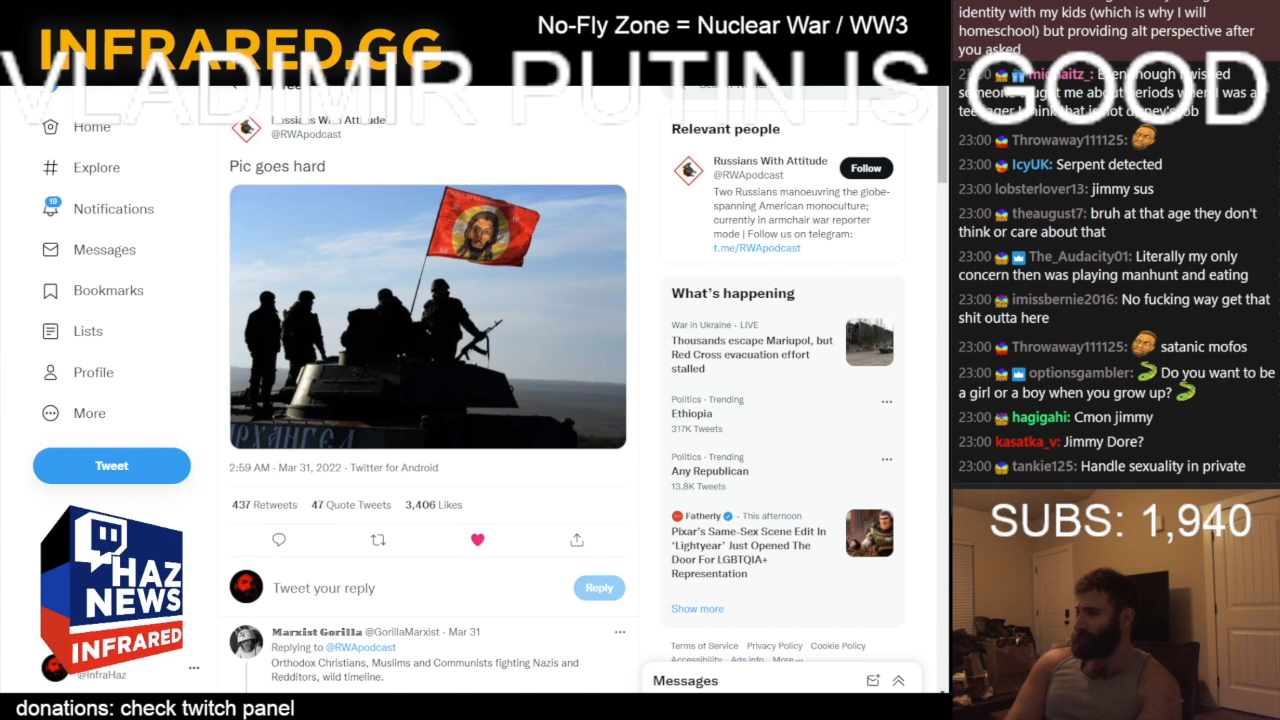 INFRARED.GG
No-Fly Zone = Nuclear War / WW3
VLADIMIR PUTIN IS GOOD
Home
Explore
19
Notifications
Messages
Bookmarks
Lists
Profile
More
Tweet
HAZ
NEWS
INFRARED
@InfraHaz
Russians With Attitude
@RWApodcast
Pic goes hard
2:59 AM · Mar 31, 2022 · Twitter for Android
437 Retweets 47 Quote Tweets 3,406 Likes
Tweet your reply
Reply
Marxist Gorilla @GorillaMarxist · Mar 31
Replying to @RWApodcast
Orthodox Christians, Muslims and Communists fighting Nazis and
Redditors, wild timeline.
Relevant people
Russians With Attitude
@RWApodcast
Follow
Two Russians manoeuvring the globe-
spanning American monoculture;
currently in armchair war reporter
mode | Follow us on telegram:
t.me/RWApodcast
What's happening
War in Ukraine · LIVE
Thousands escape Mariupol, but
Red Cross evacuation effort
stalled
Politics · Trending
Ethiopia
317K Tweets
Politics · Trending
Any Republican
13.8K Tweets
Fatherly · This afternoon
Pixar's Same-Sex Scene Edit In
'Lightyear' Just Opened The
Door For LGBTQIA+
Representation
Show more
Terms of Service Privacy Policy Cookie Policy
Accessibility Ads info More
Messages
identity with my kids (which is why I will
homeschool) but providing alt perspective after
you asked
teenager I think that is not disney's job
23:00 Throwaway111125:
23:00 IcyUK: Serpent detected
23:00 lobsterlover13: jimmy sus
23:00 theaugust7: bruh at that age they don't
think or care about that
23:00 The_Audacity01: Literally my only
concern then was playing manhunt and eating
23:00 imissbernie2016: No fucking way get that
shit outta here
23:00 Throwaway111125: satanic mofos
23:00 optionsgambler: Do you want to be
a girl or a boy when you grow up?
23:00 hagigahi: Cmon jimmy
23:00 kasatka_v: Jimmy Dore?
23:00 tankie125: Handle sexuality in private
SUBS: 1,940
donations: check twitch panel